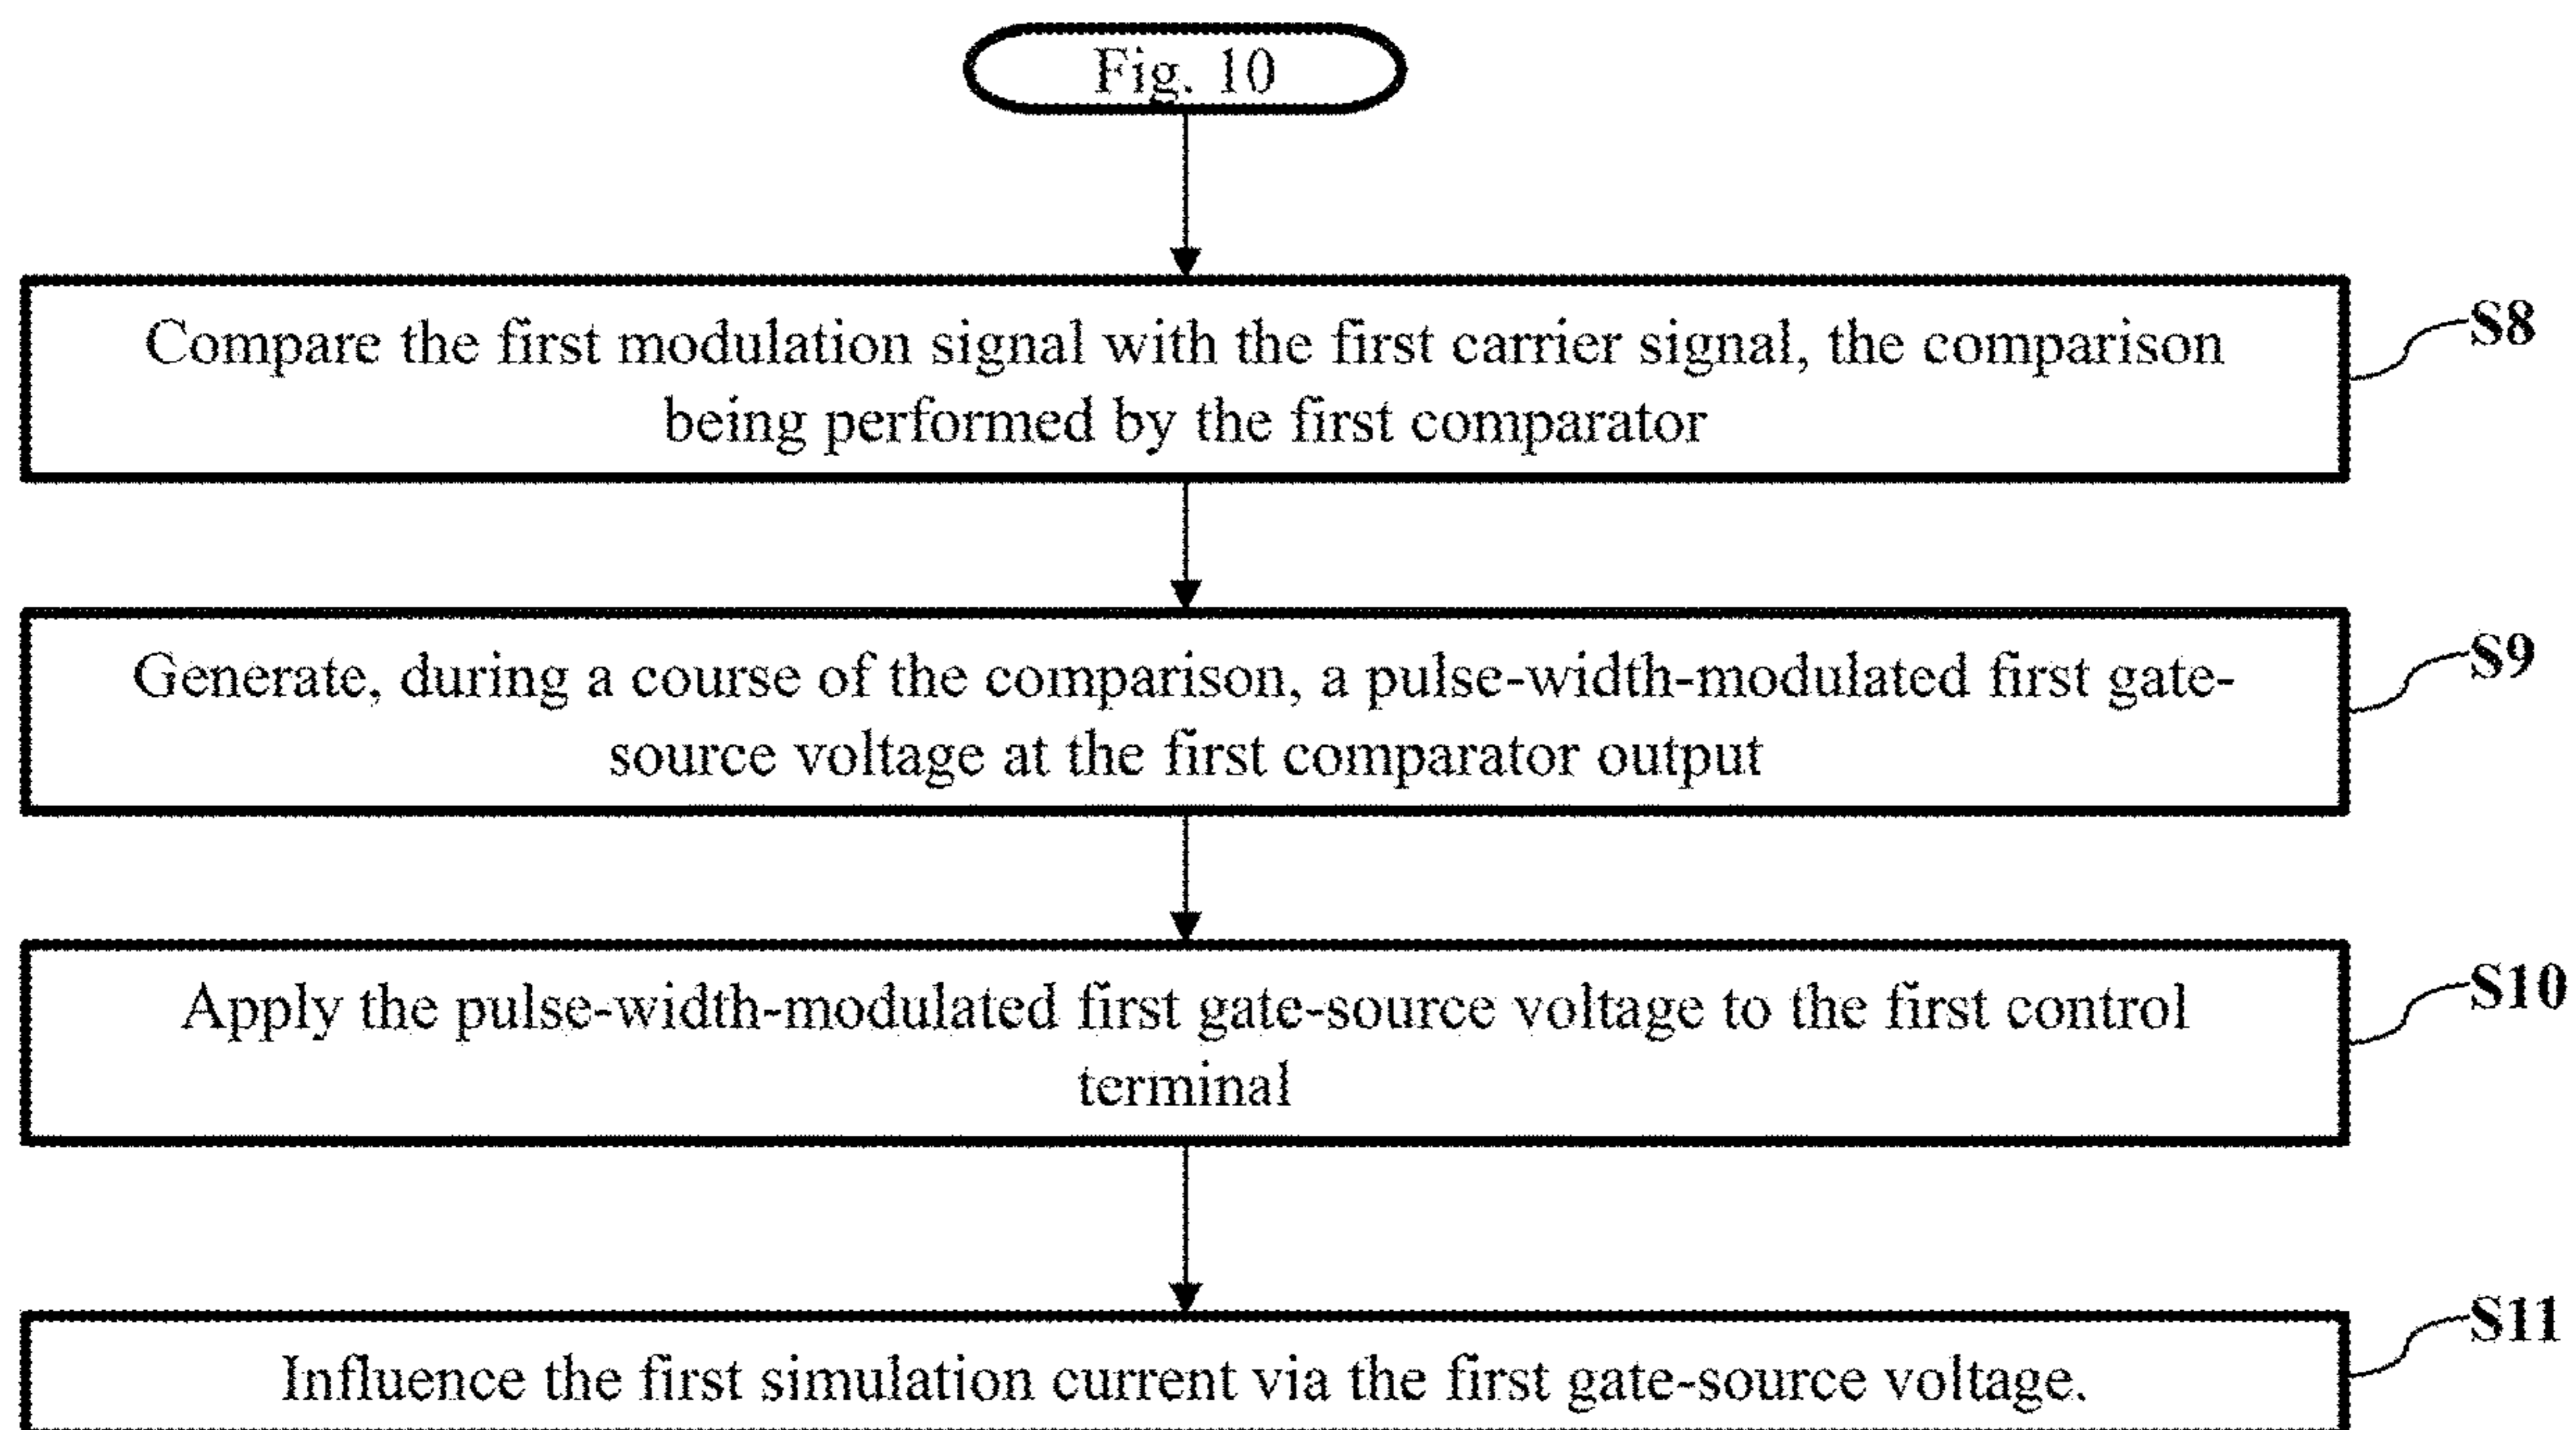 Fig. 10
Compare the first modulation signal with the first carrier signal, the comparison
being performed by the first comparator
S8
Generate, during a course of the comparison, a pulse-width-modulated first gate-
source voltage at the first comparator output
S9
Apply the pulse-width-modulated first gate-source voltage to the first control
terminal
S10
Influence the first simulation current via the first gate-source voltage.
S11